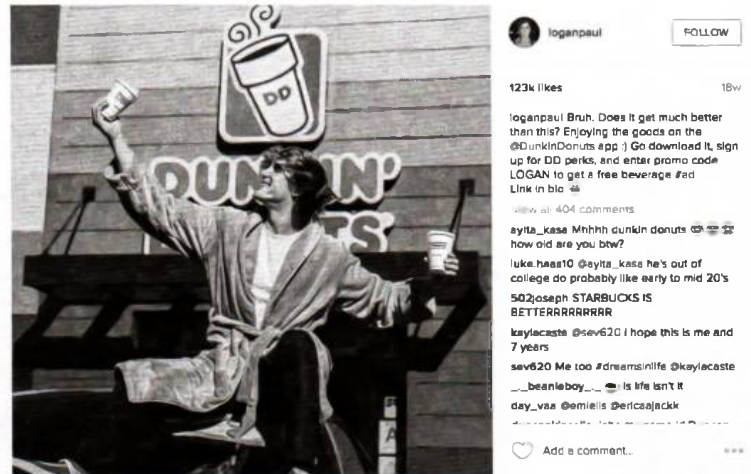 DD
DUNKIN'
loganpaul
FOLLOW
123k likes
18w
loganpaul Bruh. Does it get much better
than this? Enjoying the goods on the
@DunkinDonuts app :) Go download it, sign
up for DD perks, and enter promo code
LOGAN to get a free beverage #ad
Link in bio
view all 404 comments
ayita_kasa Mhhhh dunkin donuts
how old are you btw?
luke.haas10 @ayita_kasa he's out of
college do probably like early to mid 20's
502joseph STARBUCKS IS
BETTERRRRRRRRR
kaylacaste @sev620 I hope this is me and
7 years
sev620 Me too #dreamsinlife @kaylacaste
_._beanieboy_._ is life isn't it
day_vaa @emielis @ericaajackk
Add a comment...